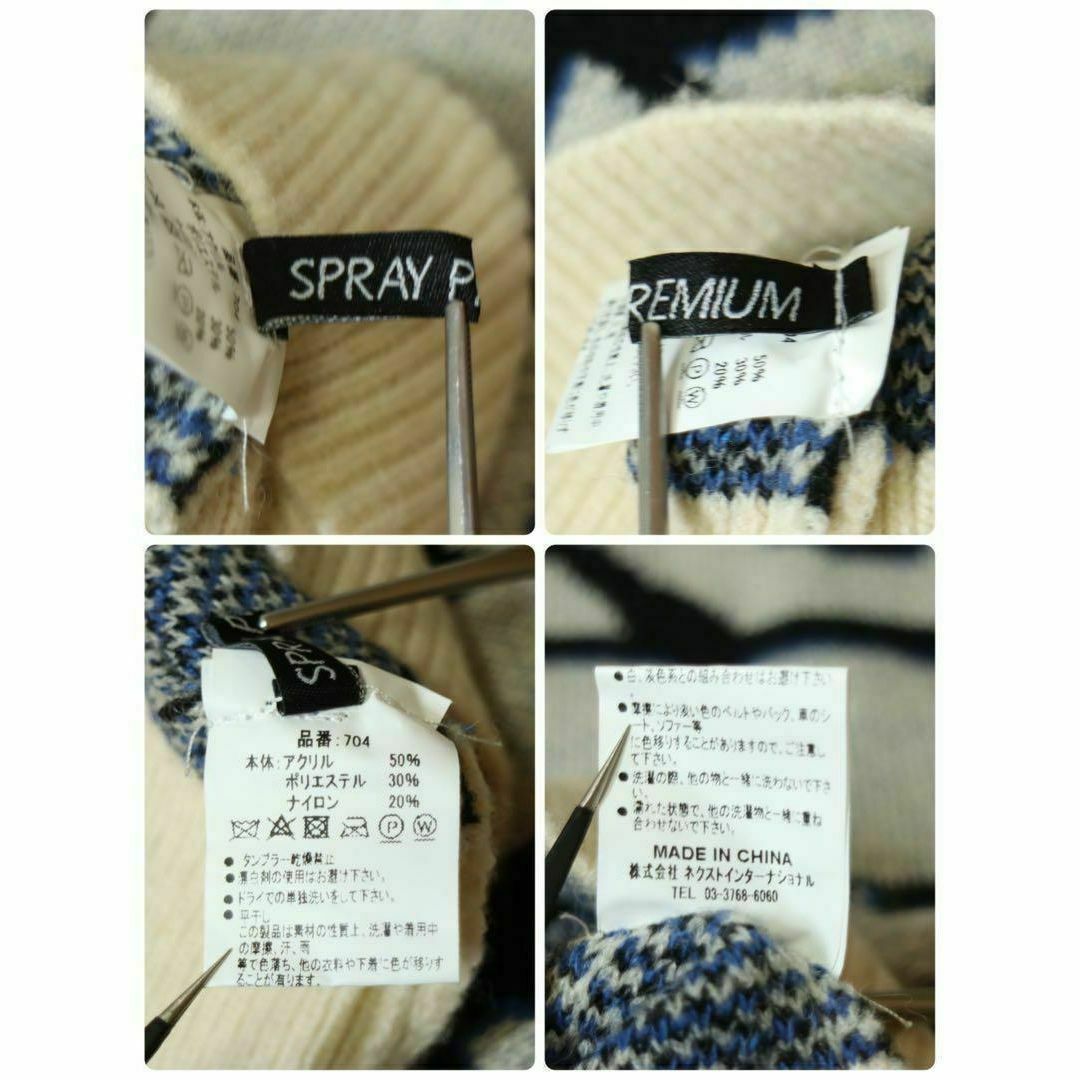 SPRAY P
REMIUM
50%
30%
20%
P
W
SPR
品番:704
本体:アクリル 50%
ポリエステル 30%
ナイロン 20%
P W
● タンブラー乾燥禁止
● 漂白剤の使用はお避け下さい。
● ドライでの単独洗いをして下さい。
● 平干し
この製品は素材の性質上、洗濯や着用中
の摩擦、汗、雨
等で色落ち、他の衣料や下着に色が移りす
ることが有ります。
● 白、淡色系との組み合わせはお避け下さい
● 摩擦により淡い色のベルトやバック、車のシ
ート、ソファー等
に色移りすることがありますので、ご注意し
て下さい。
● 洗濯の際、他の物と一緒に洗わないで下さ
い。
● 濡れた状態で、他の洗濯物と一緒に重ね
合わせないで下さい。
MADE IN CHINA
株式会社 ネクストインターナショナル
TEL 03-3768-6060